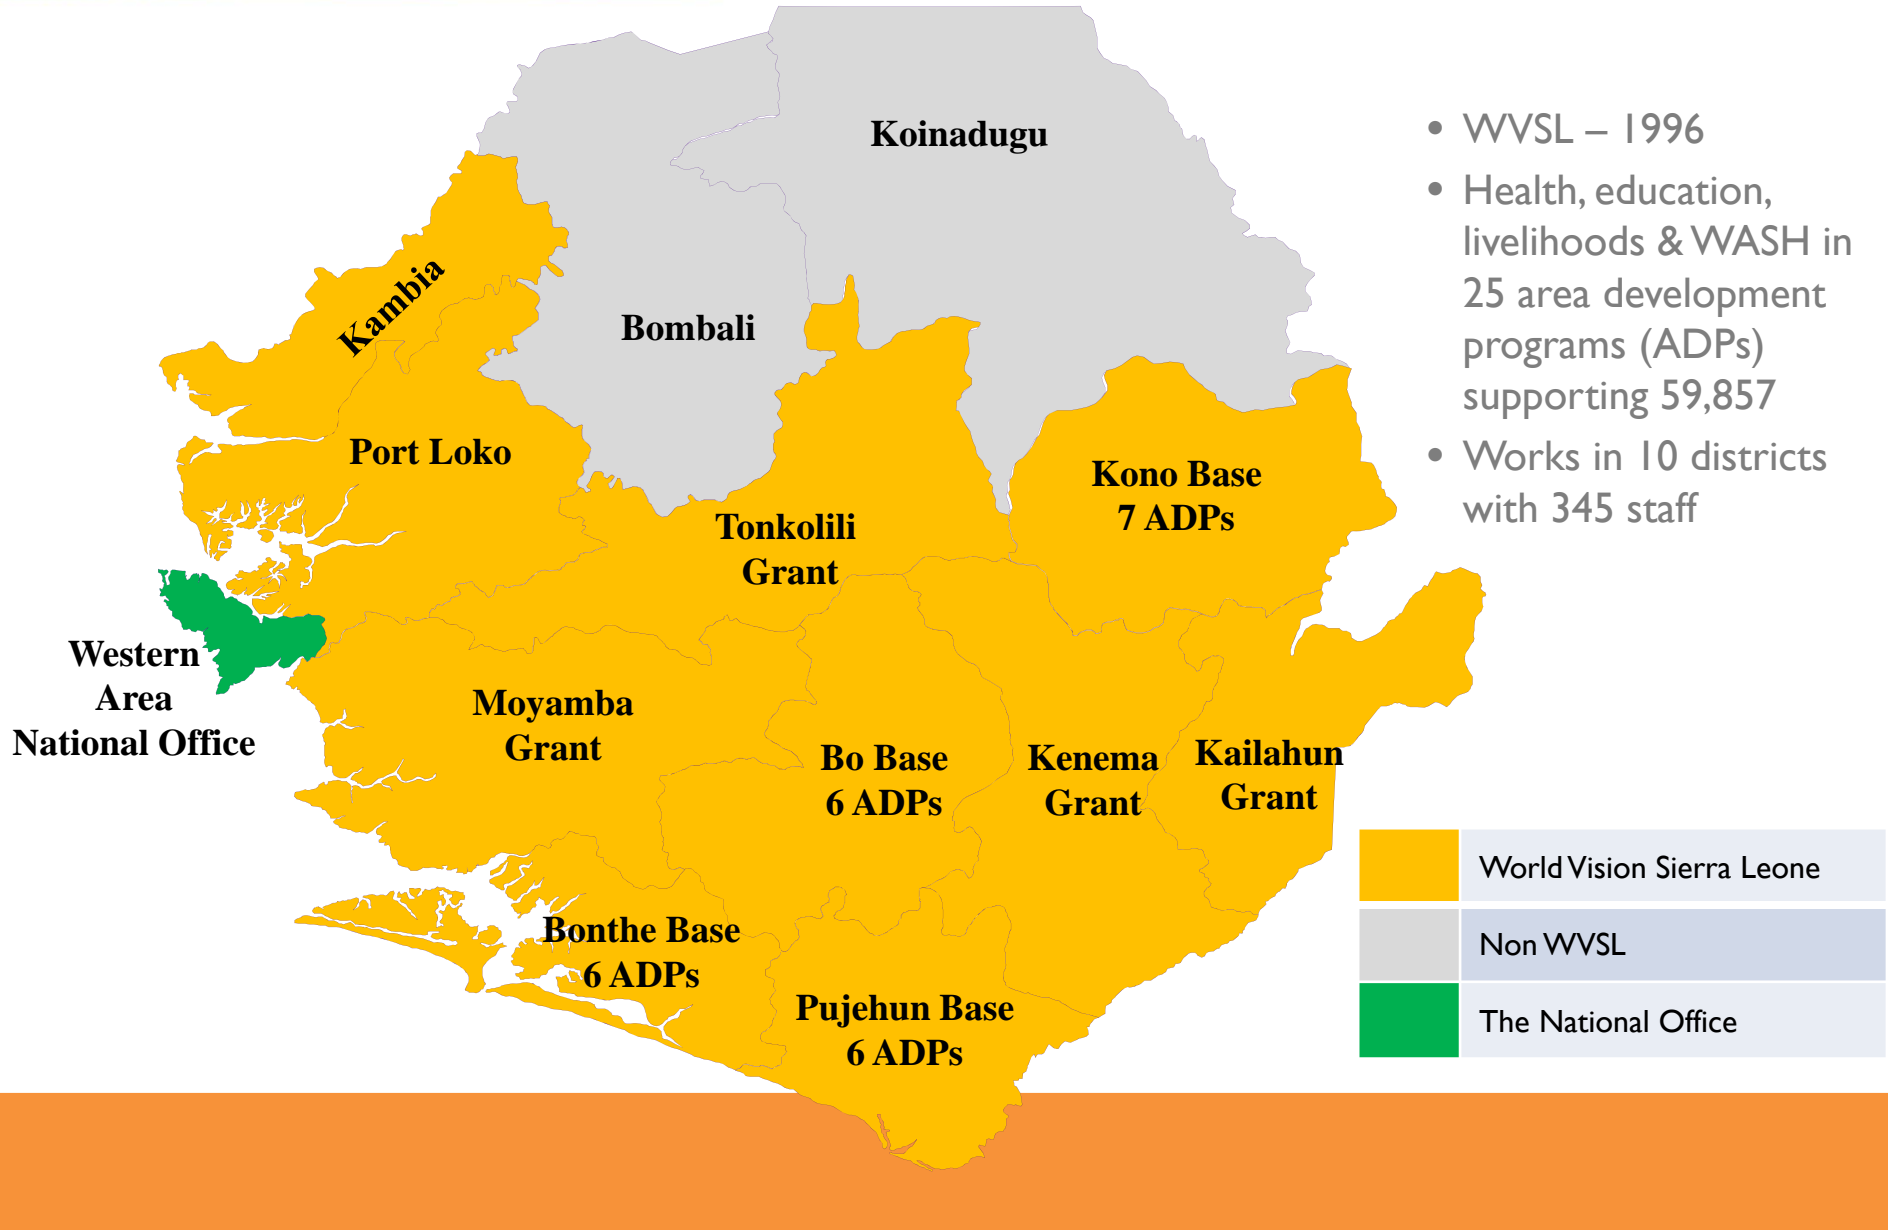 Koinadugu
• WVSL – 1996
• Health, education,
livelihoods & WASH in
25 area development
programs (ADPs)
supporting 59,857
• Works in 10 districts
with 345 staff
Kambia
Bombali
Port Loko
Kono Base
7 ADPs
Tonkolili
Grant
Western
Area
National Office
Moyamba
Grant
Bo Base
6 ADPs
Kenema
Grant
Kailahun
Grant
Bonthe Base
6 ADPs
Pujehun Base
6 ADPs
World Vision Sierra Leone
Non WVSL
The National Office